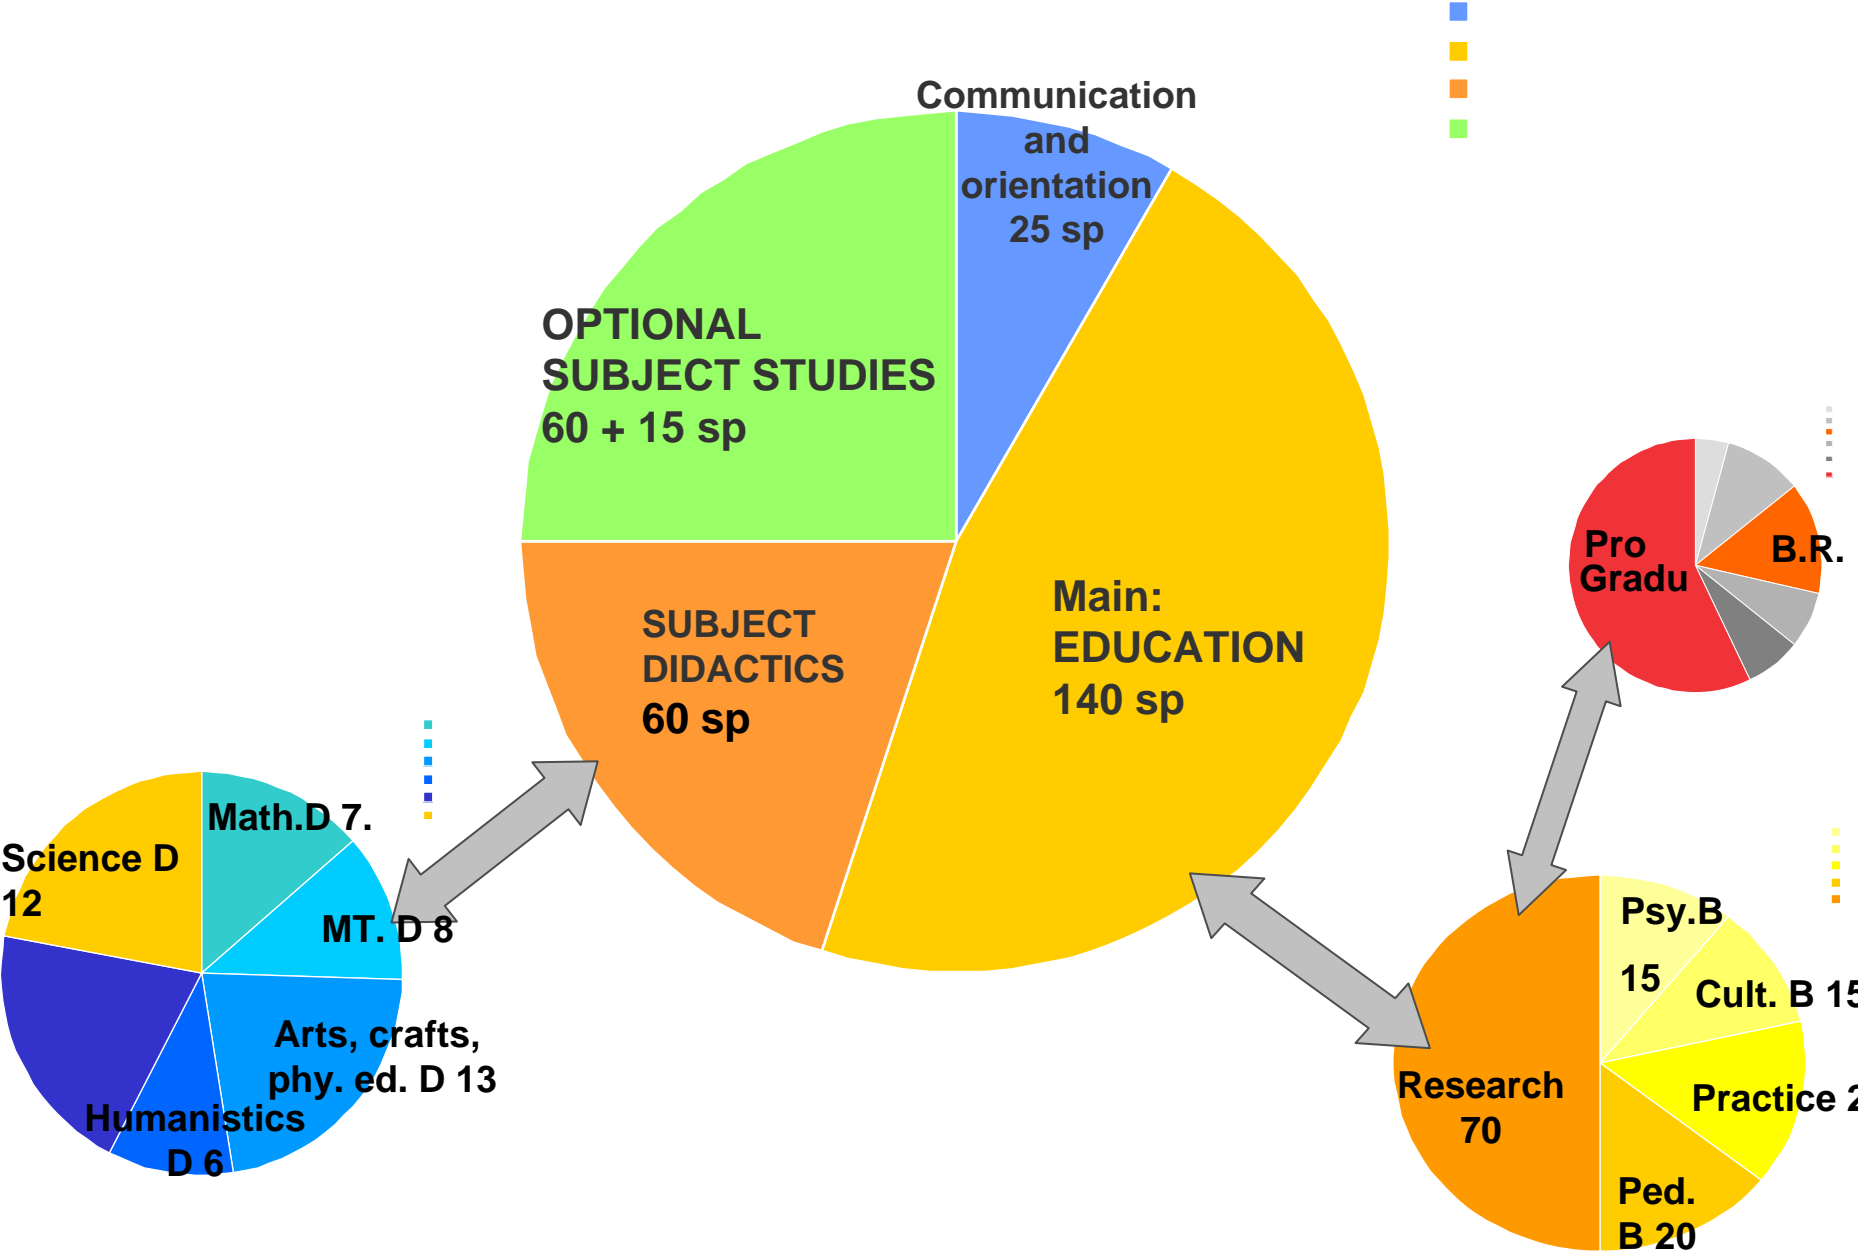 Communication
and
orientation
25 sp
OPTIONAL
SUBJECT STUDIES
60 + 15 sp
Main:
EDUCATION
140 sp
SUBJECT
DIDACTICS
60 sp
Pro
Gradu
B.R.
Math.D 7.
Science D
12
MT. D 8
Arts, crafts,
phy. ed. D 13
Humanistics
D 6
Psy.B
15
Cult. B 15
Practice 2
Research
70
Ped.
B 20